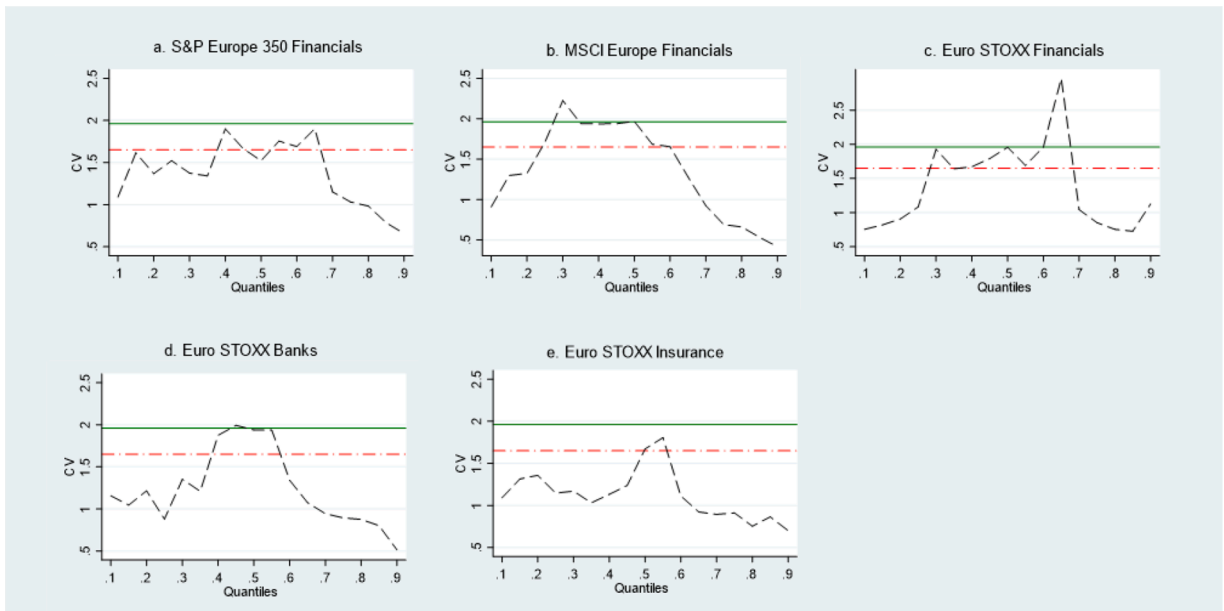 a. S&P Europe 350 Financials
2.5
2
1.5
1
.5
CV
.1 .2 .3 .4 .5 .6 .7 .8 .9
Quantiles
b. MSCI Europe Financials
2.5
2
1.5
1
.5
CV
.1 .2 .3 .4 .5 .6 .7 .8 .9
Quantiles
c. Euro STOXX Financials
2.5
2
1.5
1
.5
CV
.1 .2 .3 .4 .5 .6 .7 .8 .9
Quantiles
d. Euro STOXX Banks
2.5
2
1.5
1
.5
CV
.1 .2 .3 .4 .5 .6 .7 .8 .9
Quantiles
e. Euro STOXX Insurance
2.5
2
1.5
1
.5
CV
.1 .2 .3 .4 .5 .6 .7 .8 .9
Quantiles